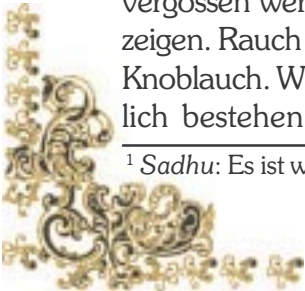 vergossen wer
zeigen. Rauch
Knoblauch. W
lich bestehen
¹ Sadhu: Es ist w